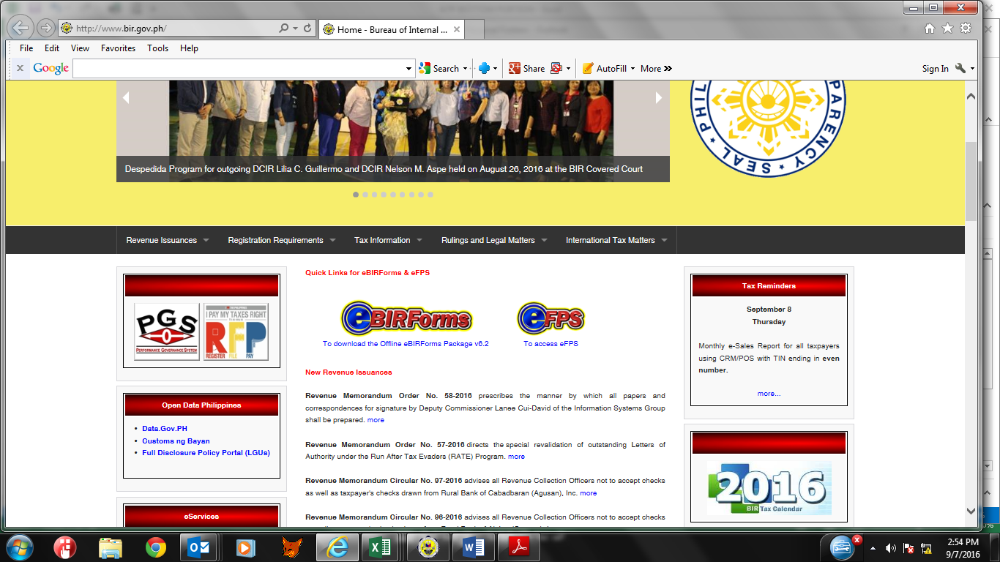 http://www.bir.gov.ph/
Home - Bureau of Internal ...
File Edit View Favorites Tools Help
Google Search Share AutoFill More Sign In
PHIL PARENCY SEAL
Despedida Program for outgoing DCIR Lilia C. Guillermo and DCIR Nelson M. Aspe held on August 26, 2016 at the BIR Covered Court
Revenue Issuances Registration Requirements Tax Information Rulings and Legal Matters International Tax Matters
PGS
PERFORMANCE GOVERNANCE SYSTEM
I PAY MY TAXES RIGHT
RFP
REGISTER FILE PAY
Open Data Philippines
• Data.Gov.PH
• Customs ng Bayan
• Full Disclosure Policy Portal (LGUs)
eServices
Quick Links for eBIRForms & eFPS
eBIRForms eFPS
To download the Offline eBIRForms Package v6.2 To access eFPS
New Revenue Issuances
Revenue Memorandum Order No. 58-2016 prescribes the manner by which all papers and
correspondences for signature by Deputy Commissioner Lanee Cui-David of the Information Systems Group
shall be prepared. more
Revenue Memorandum Order No. 57-2016 directs the special revalidation of outstanding Letters of
Authority under the Run After Tax Evaders (RATE) Program. more
Revenue Memorandum Circular No. 97-2016 advises all Revenue Collection Officers not to accept checks
as well as taxpayer's checks drawn from Rural Bank of Cabadbaran (Agusan), Inc. more
Revenue Memorandum Circular No. 96-2016 advises all Revenue Collection Officers not to accept checks
Tax Reminders
September 8
Thursday
Monthly e-Sales Report for all taxpayers
using CRM/POS with TIN ending in even
number.
more...
2016
BIR Tax Calendar
2:54 PM
9/7/2016